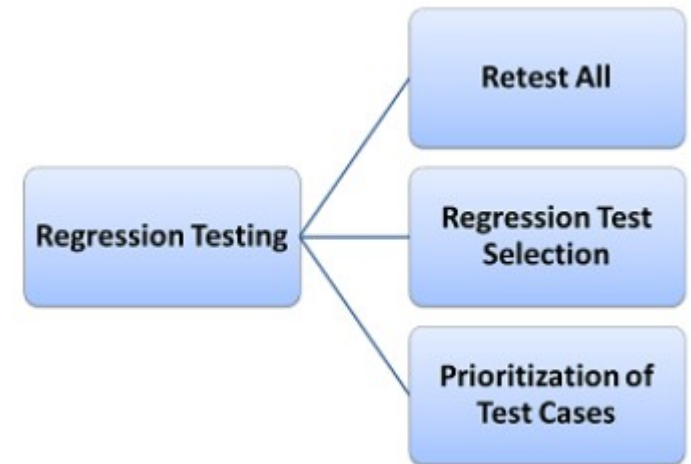 Retest All
Regression Testing
Regression Test
Selection
Prioritization of
Test Cases